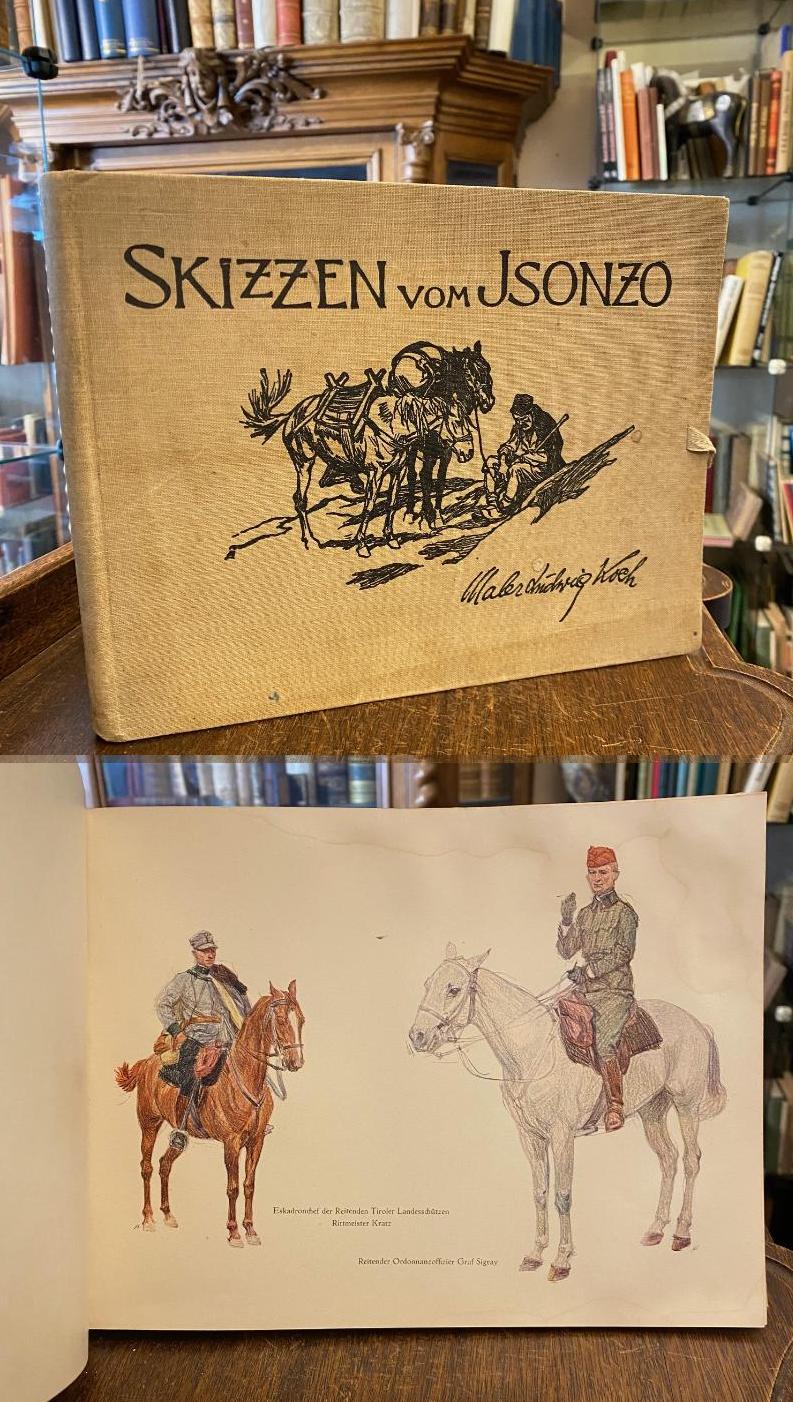 SKIZZEN VOM JSONZO
Maler Ludwig Koch
Eskadronchef der Reitenden Tiroler Landesschützen
Rittmeister Kratz
Reitender Ordonnanzoffizier Graf Sigray